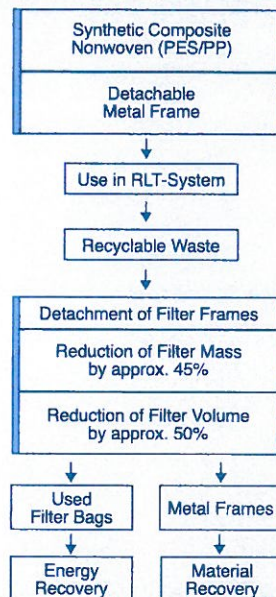 Synthetic Composite
Nonwoven (PES/PP)
Detachable
Metal Frame
Use in RLT-System
Recyclable Waste
Detachment of Filter Frames
Reduction of Filter Mass
by approx. 45%
Reduction of Filter Volume
by approx. 50%
Used
Filter Bags
Metal Frames
Energy
Recovery
Material
Recovery